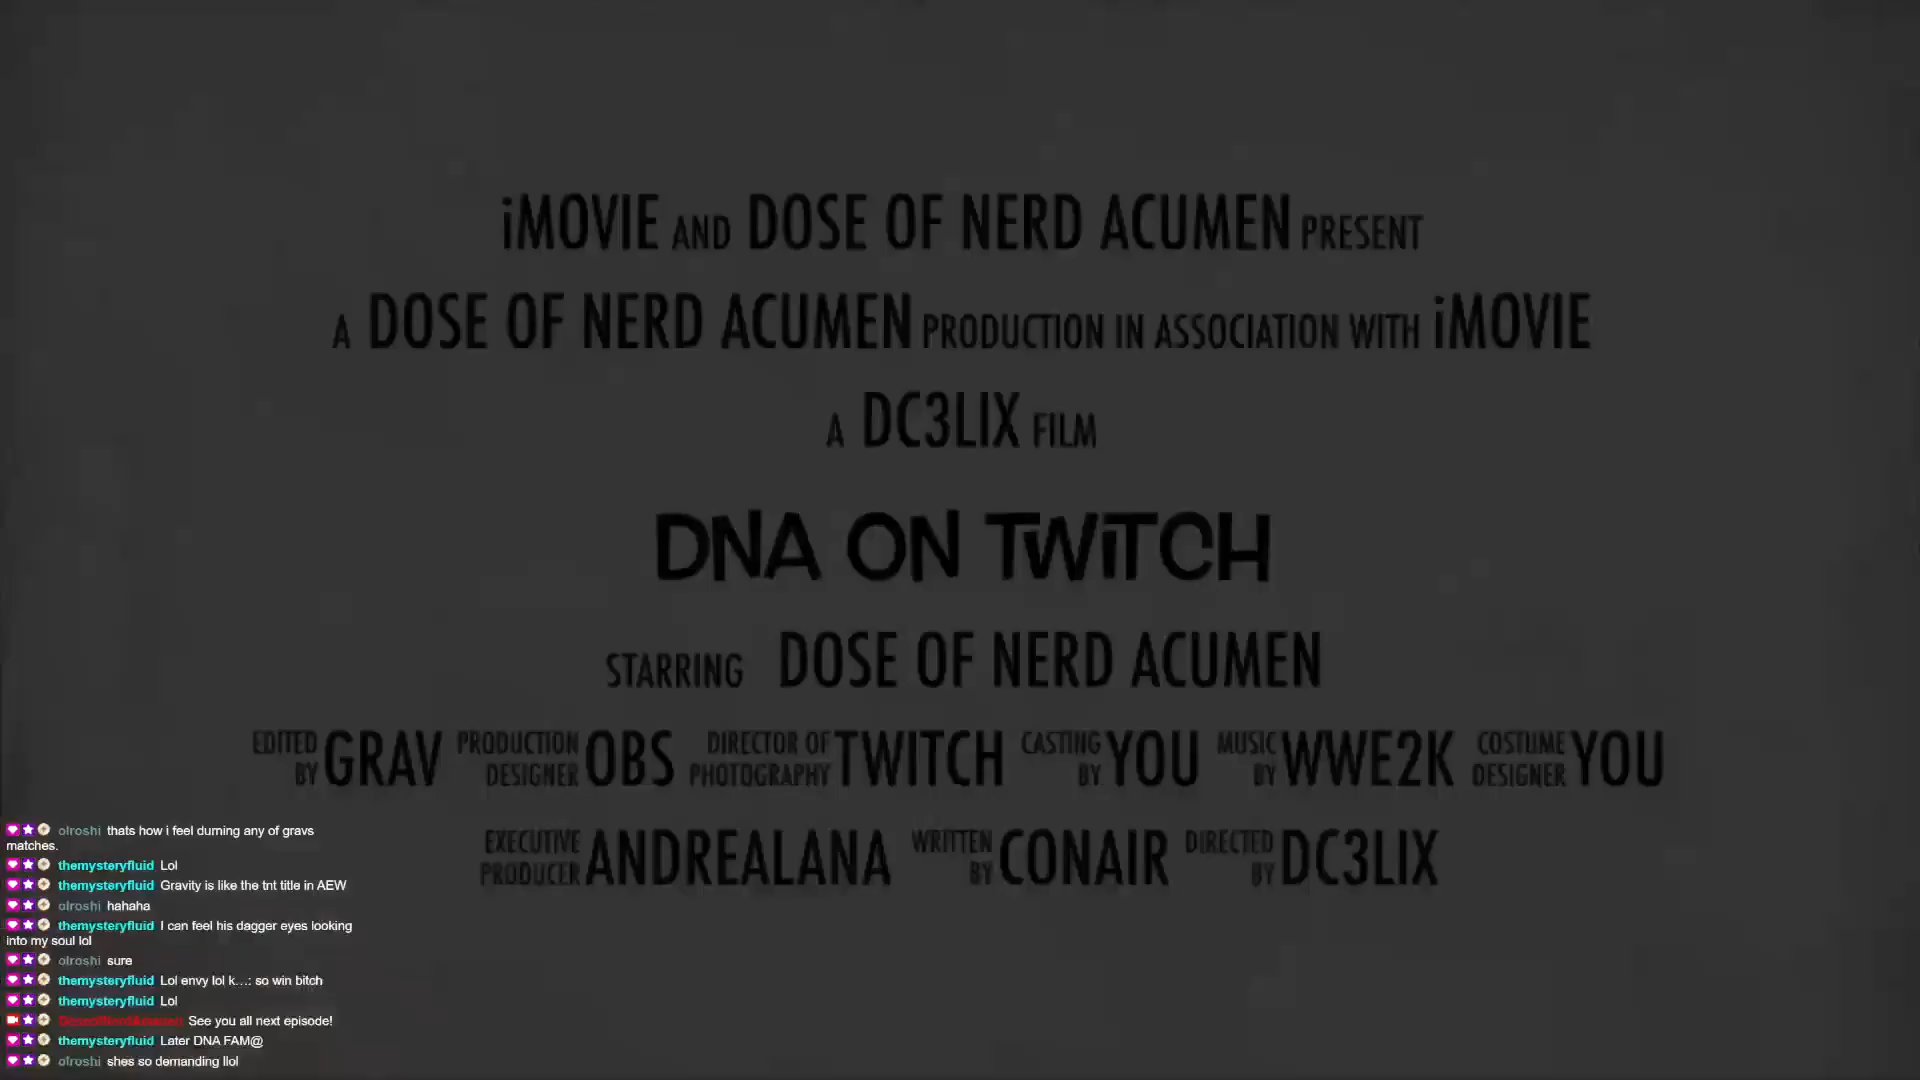 iMOVIE AND DOSE OF NERD ACUMEN PRESENT
A DOSE OF NERD ACUMEN PRODUCTION IN ASSOCIATION WITH iMOVIE
A DC3LIX FILM
DNA ON TWiTCH
STARRING DOSE OF NERD ACUMEN
EDITED BY GRAV PRODUCTION DESIGNER OBS DIRECTOR OF PHOTOGRAPHY TWITCH CASTING BY YOU MUSIC BY WWE2K COSTUME DESIGNER YOU
EXECUTIVE PRODUCER ANDREALANA WRITTEN BY CONAIR DIRECTED BY DC3LIX
olroshi thats how i feel durning any of gravs
matches.
themysteryfluid Lol
themysteryfluid Gravity is like the tnt title in AEW
olroshi hahaha
themysteryfluid I can feel his dagger eyes looking
into my soul lol
olroshi sure
themysteryfluid Lol envy lol k…: so win bitch
themysteryfluid Lol
DoseofNerdAcumen See you all next episode!
themysteryfluid Later DNA FAM@
olroshi shes so demanding llol